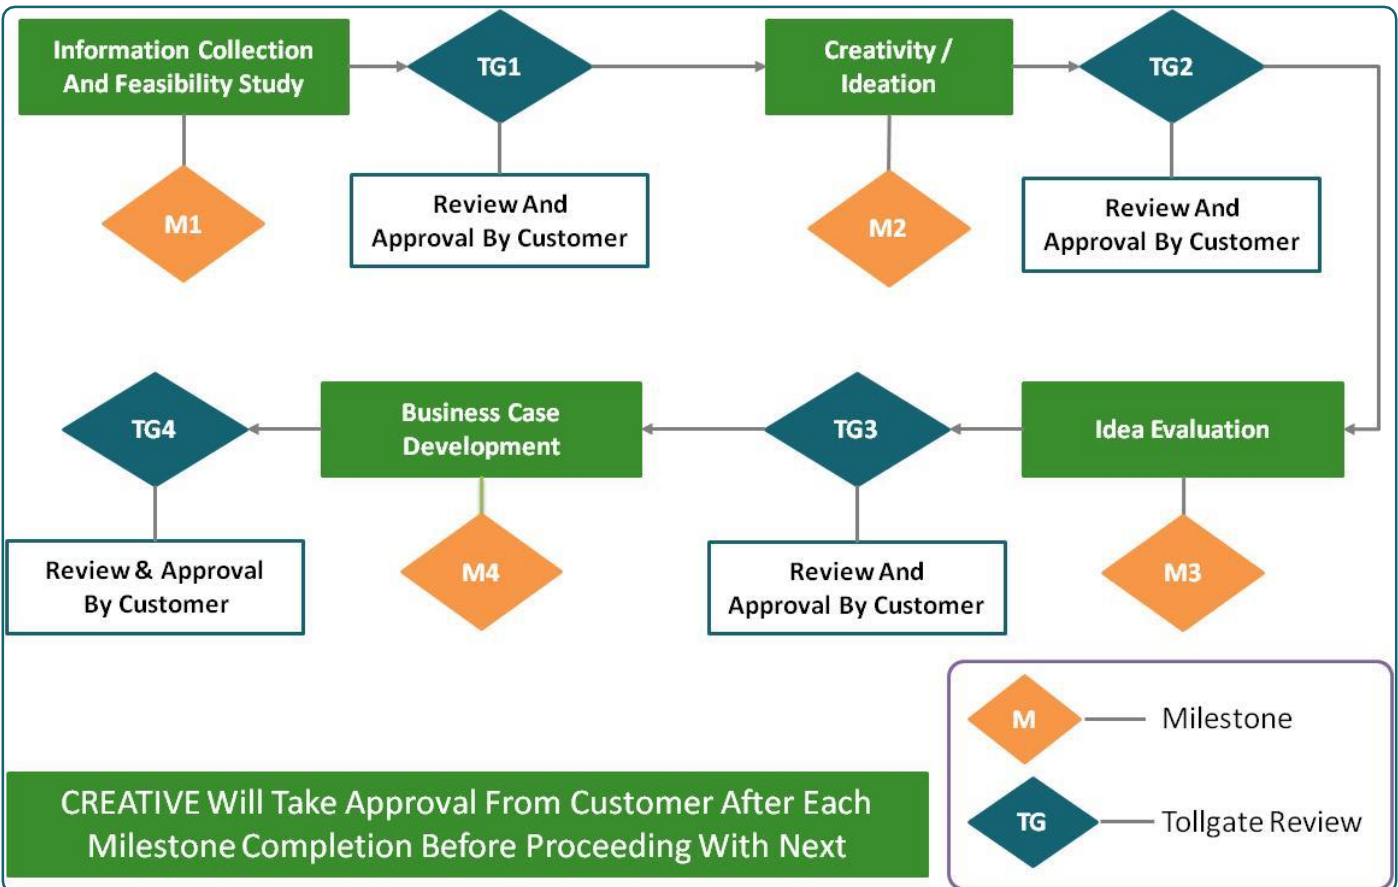 Information Collection
And Feasibility Study
TG1
Creativity /
Ideation
TG2
M1
Review And
Approval By Customer
M2
Review And
Approval By Customer
TG4
Business Case
Development
TG3
Idea Evaluation
Review & Approval
By Customer
M4
Review And
Approval By Customer
M3
M
Milestone
TG
Tollgate Review
CREATIVE Will Take Approval From Customer After Each
Milestone Completion Before Proceeding With Next